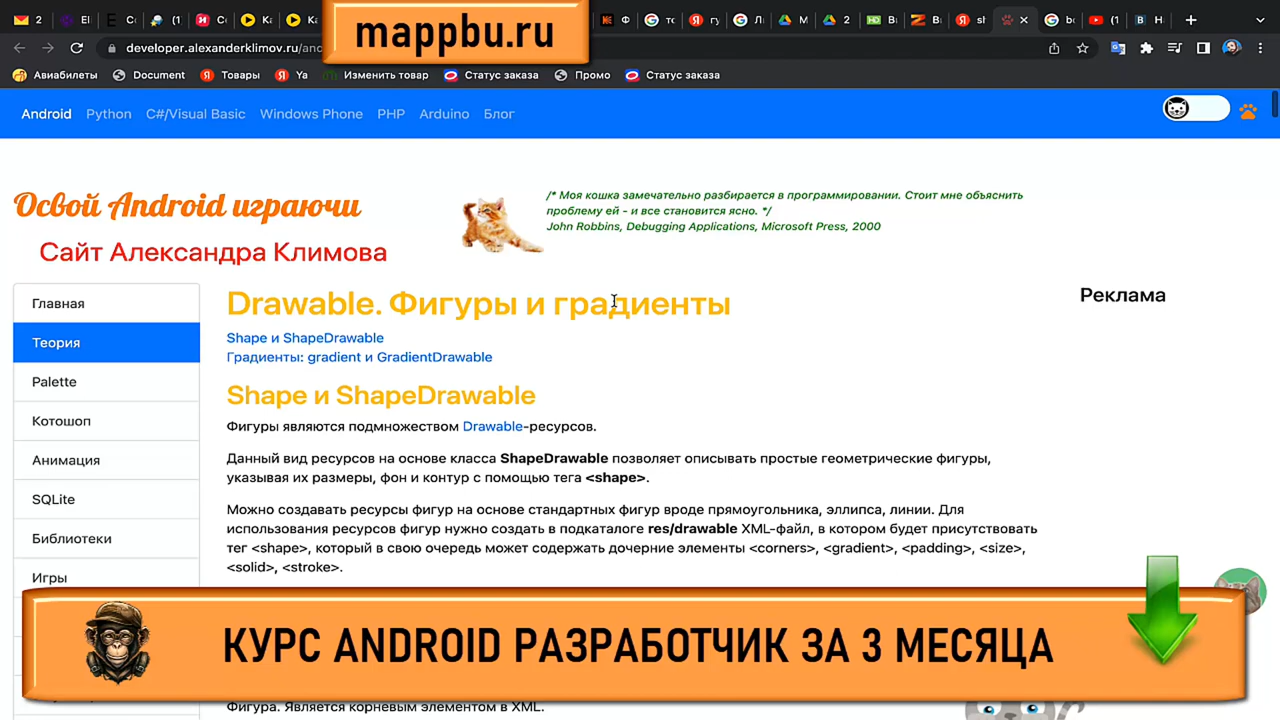 mappbu.ru
developer.alexanderklimov.ru/and
Авиабилеты
Document
Товары
Ya
Изменить товар
Статус заказа
Промо
Статус заказа
Android Python C#/Visual Basic Windows Phone PHP Arduino Блог
Освой Android играючи
Сайт Александра Климова
/* Моя кошка замечательно разбирается в программировании. Стоит мне объяснить
проблему ей - и все становится ясно. */
John Robbins, Debugging Applications, Microsoft Press, 2000
Главная
Теория
Palette
Котошоп
Анимация
SQLite
Библиотеки
Игры
Drawable. Фигуры и градиенты
Shape и ShapeDrawable
Градиенты: gradient и GradientDrawable
Shape и ShapeDrawable
Фигуры являются подмножеством Drawable-ресурсов.
Данный вид ресурсов на основе класса ShapeDrawable позволяет описывать простые геометрические фигуры,
указывая их размеры, фон и контур с помощью тега <shape>.
Можно создавать ресурсы фигур на основе стандартных фигур вроде прямоугольника, эллипса, линии. Для
использования ресурсов фигур нужно создать в подкаталоге res/drawable XML-файл, в котором будет присутствовать
тег <shape>, который в свою очередь может содержать дочерние элементы <corners>, <gradient>, <padding>, <size>,
<solid>, <stroke>.
Реклама
КУРС ANDROID РАЗРАБОТЧИК ЗА 3 МЕСЯЦА
Фигура. Является корневым элементом в XML.